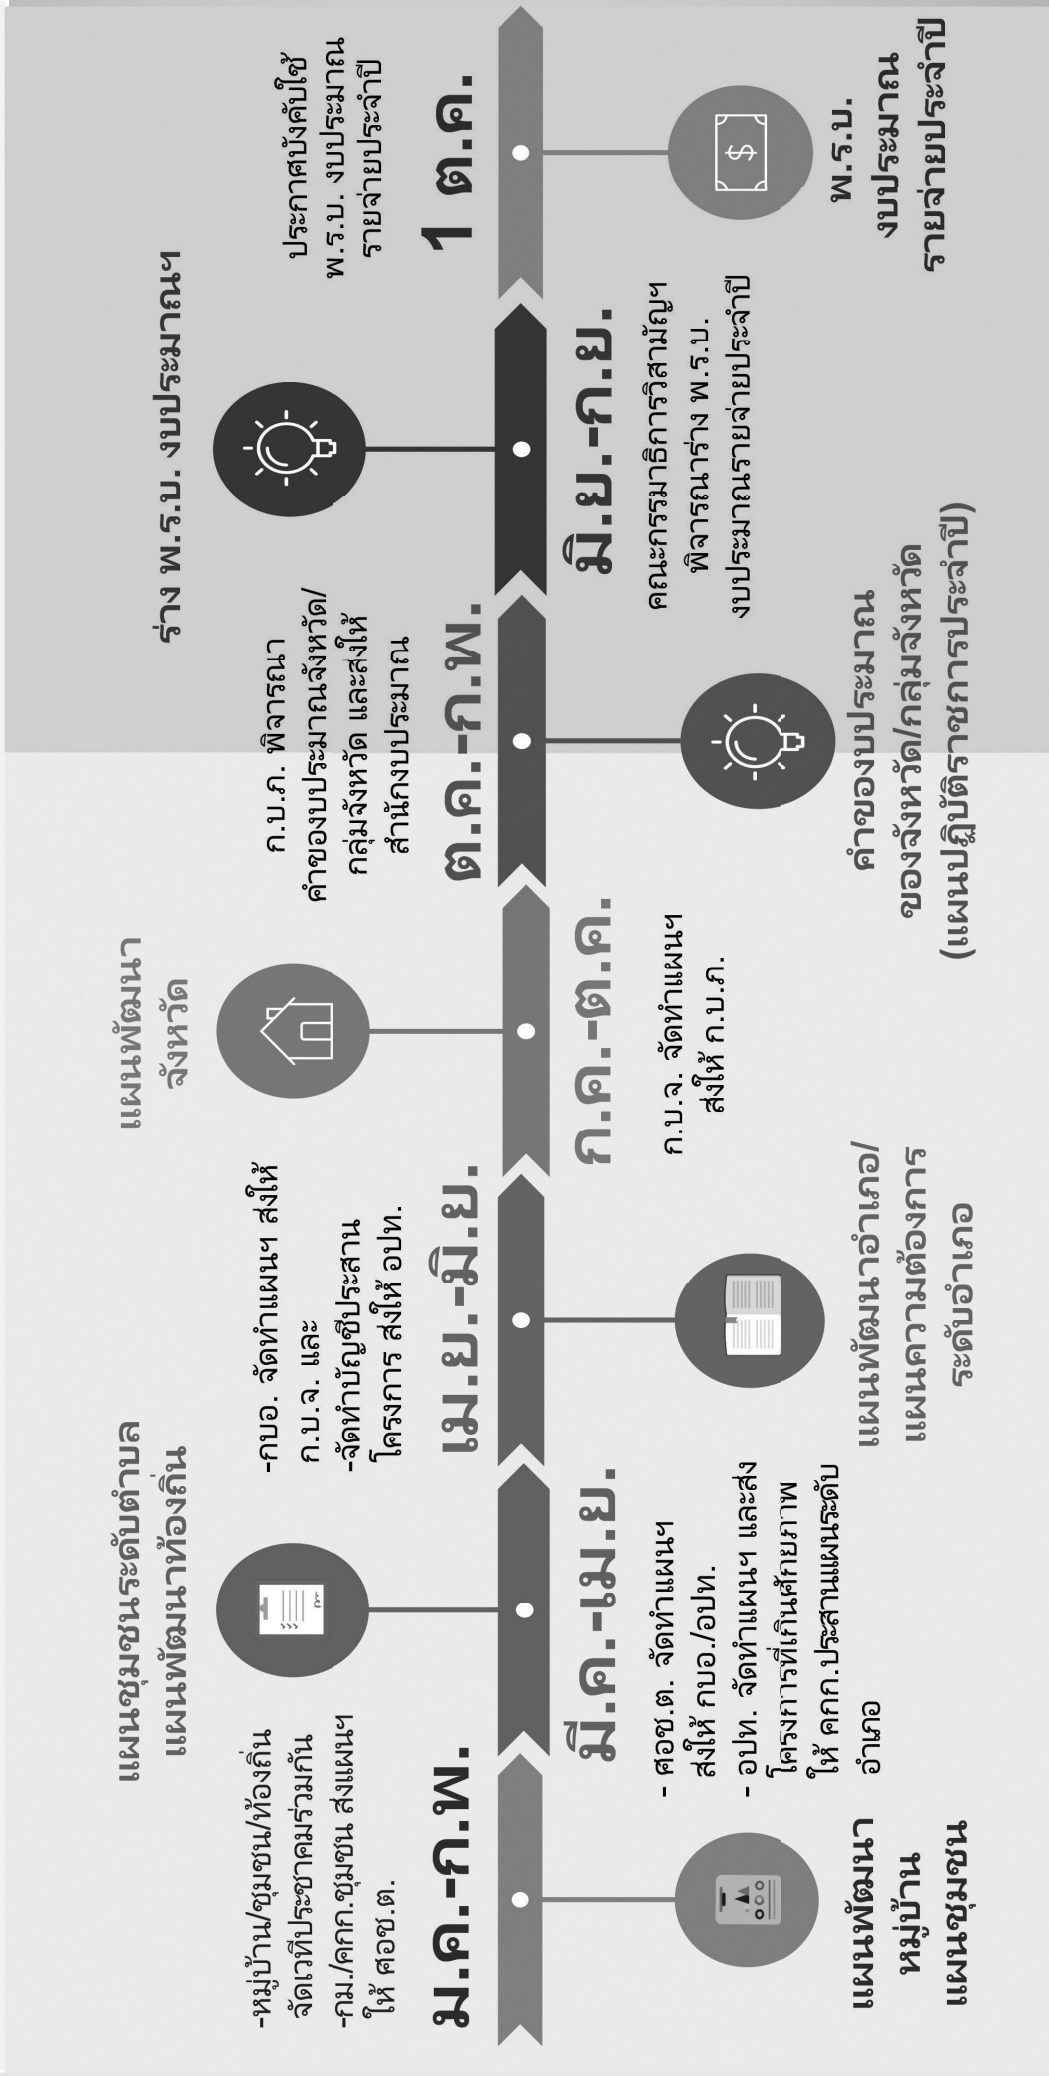 แผนชุมชนระดับตำบล
แผนพัฒนาท้องถิ่น
แผนพัฒนา
จังหวัด
ร่าง พ.ร.บ. งบประมาณฯ
-หมู่บ้าน/ชุมชน/ท้องถิ่น
จัดเวทีประชาคมร่วมกัน
-กม./คกก.ชุมชน ส่งแผนฯ
ให้ ศอช.ต.
ม.ค.-ก.พ.
แผนพัฒนา
หมู่บ้าน
แผนชุมชน
มี.ค.-เม.ย.
- ศอช.ต. จัดทำแผนฯ
ส่งให้ กบอ./อปท.
- อปท. จัดทำแผนฯ และส่ง
โครงการที่เกินศักยภาพ
ให้ คกก.ประสานแผนระดับ
อำเภอ
-กบอ. จัดทำแผนฯ ส่งให้
ก.บ.จ. และ
-จัดทำบัญชีประสาน
โครงการ ส่งให้ อปท.
เม.ย.-มิ.ย.
แผนพัฒนาอำเภอ/
แผนความต้องการ
ระดับอำเภอ
ก.ค.-ต.ค.
ก.บ.จ. จัดทำแผนฯ
ส่งให้ ก.บ.ภ.
ก.บ.ภ. พิจารณา
คำของบประมาณจังหวัด/
กลุ่มจังหวัด และส่งให้
สำนักงบประมาณ
ต.ค.-ก.พ.
คำของบประมาณ
ของจังหวัด/กลุ่มจังหวัด
(แผนปฏิบัติราชการประจำปี)
มิ.ย.-ก.ย.
คณะกรรมาธิการวิสามัญฯ
พิจารณาร่าง พ.ร.บ.
งบประมาณรายจ่ายประจำปี
ประกาศบังคับใช้
พ.ร.บ. งบประมาณ
รายจ่ายประจำปี
1 ต.ค.
พ.ร.บ.
งบประมาณ
รายจ่ายประจำปี